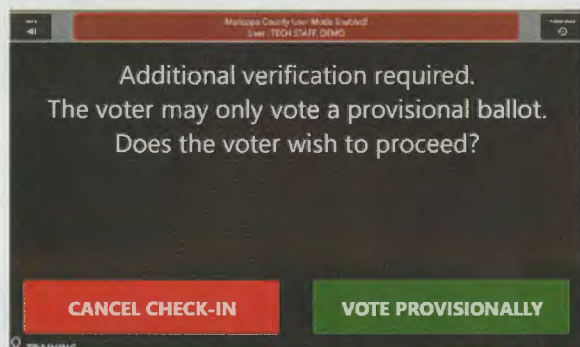 Maricopa County User Mode Enabled!
User : TECH STAFF, DEMO
Additional verification required.
The voter may only vote a provisional ballot.
Does the voter wish to proceed?
CANCEL CHECK-IN
VOTE PROVISIONALLY
TRAINING